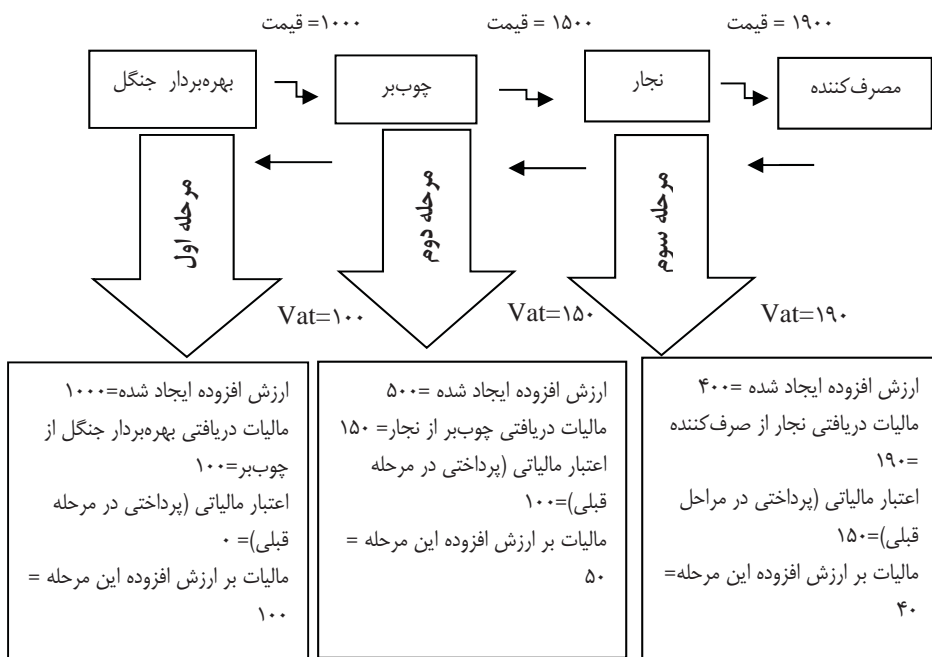 قیمت =۱۰۰۰
قیمت = ۱۵۰۰
قیمت = ۱۹۰۰
بهره‌بردار جنگل
چوب‌بر
نجار
مصرف‌کننده
مرحله اول
مرحله دوم
مرحله سوم
Vat=۱۰۰
Vat=۱۵۰
Vat=۱۹۰
ارزش افزوده ایجاد شده=۱۰۰۰
مالیات دریافتی بهره‌بردار جنگل از
چوب‌بر=۱۰۰
اعتبار مالیاتی (پرداختی در مرحله
قبلی)= ۰
مالیات بر ارزش افزوده این مرحله =
۱۰۰
ارزش افزوده ایجاد شده =۵۰۰
مالیات دریافتی چوب‌بر از نجار= ۱۵۰
اعتبار مالیاتی (پرداختی در مرحله
قبلی)=۱۰۰
مالیات بر ارزش افزوده این مرحله =
۵۰
ارزش افزوده ایجاد شده =۴۰۰
مالیات دریافتی نجار از صرف‌کننده
=۱۹۰
اعتبار مالیاتی (پرداختی در مراحل
قبلی)=۱۵۰
مالیات بر ارزش افزوده این مرحله=
۴۰